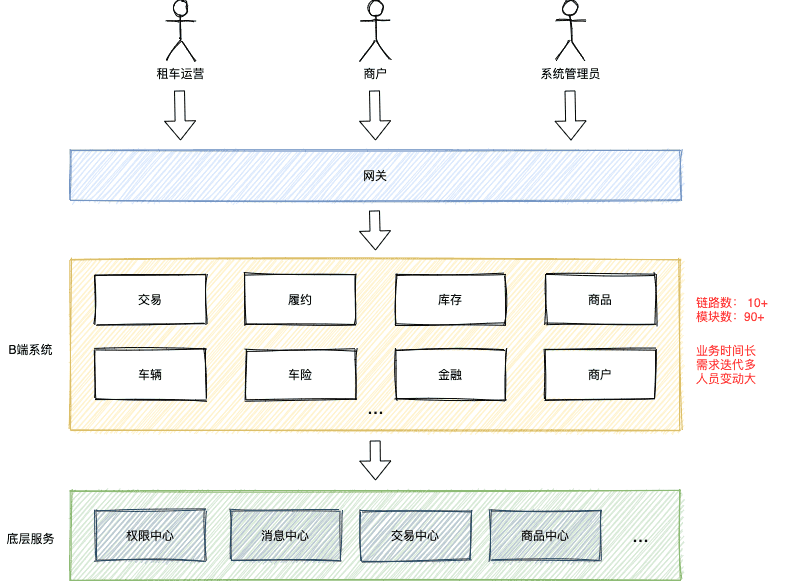 租车运营
商户
系统管理员
网关
交易
履约
库存
商品
链路数： 10+
模块数：90+
B端系统
业务时间长
需求迭代多
人员变动大
车辆
车险
金融
商户
...
底层服务
权限中心
消息中心
交易中心
商品中心
...